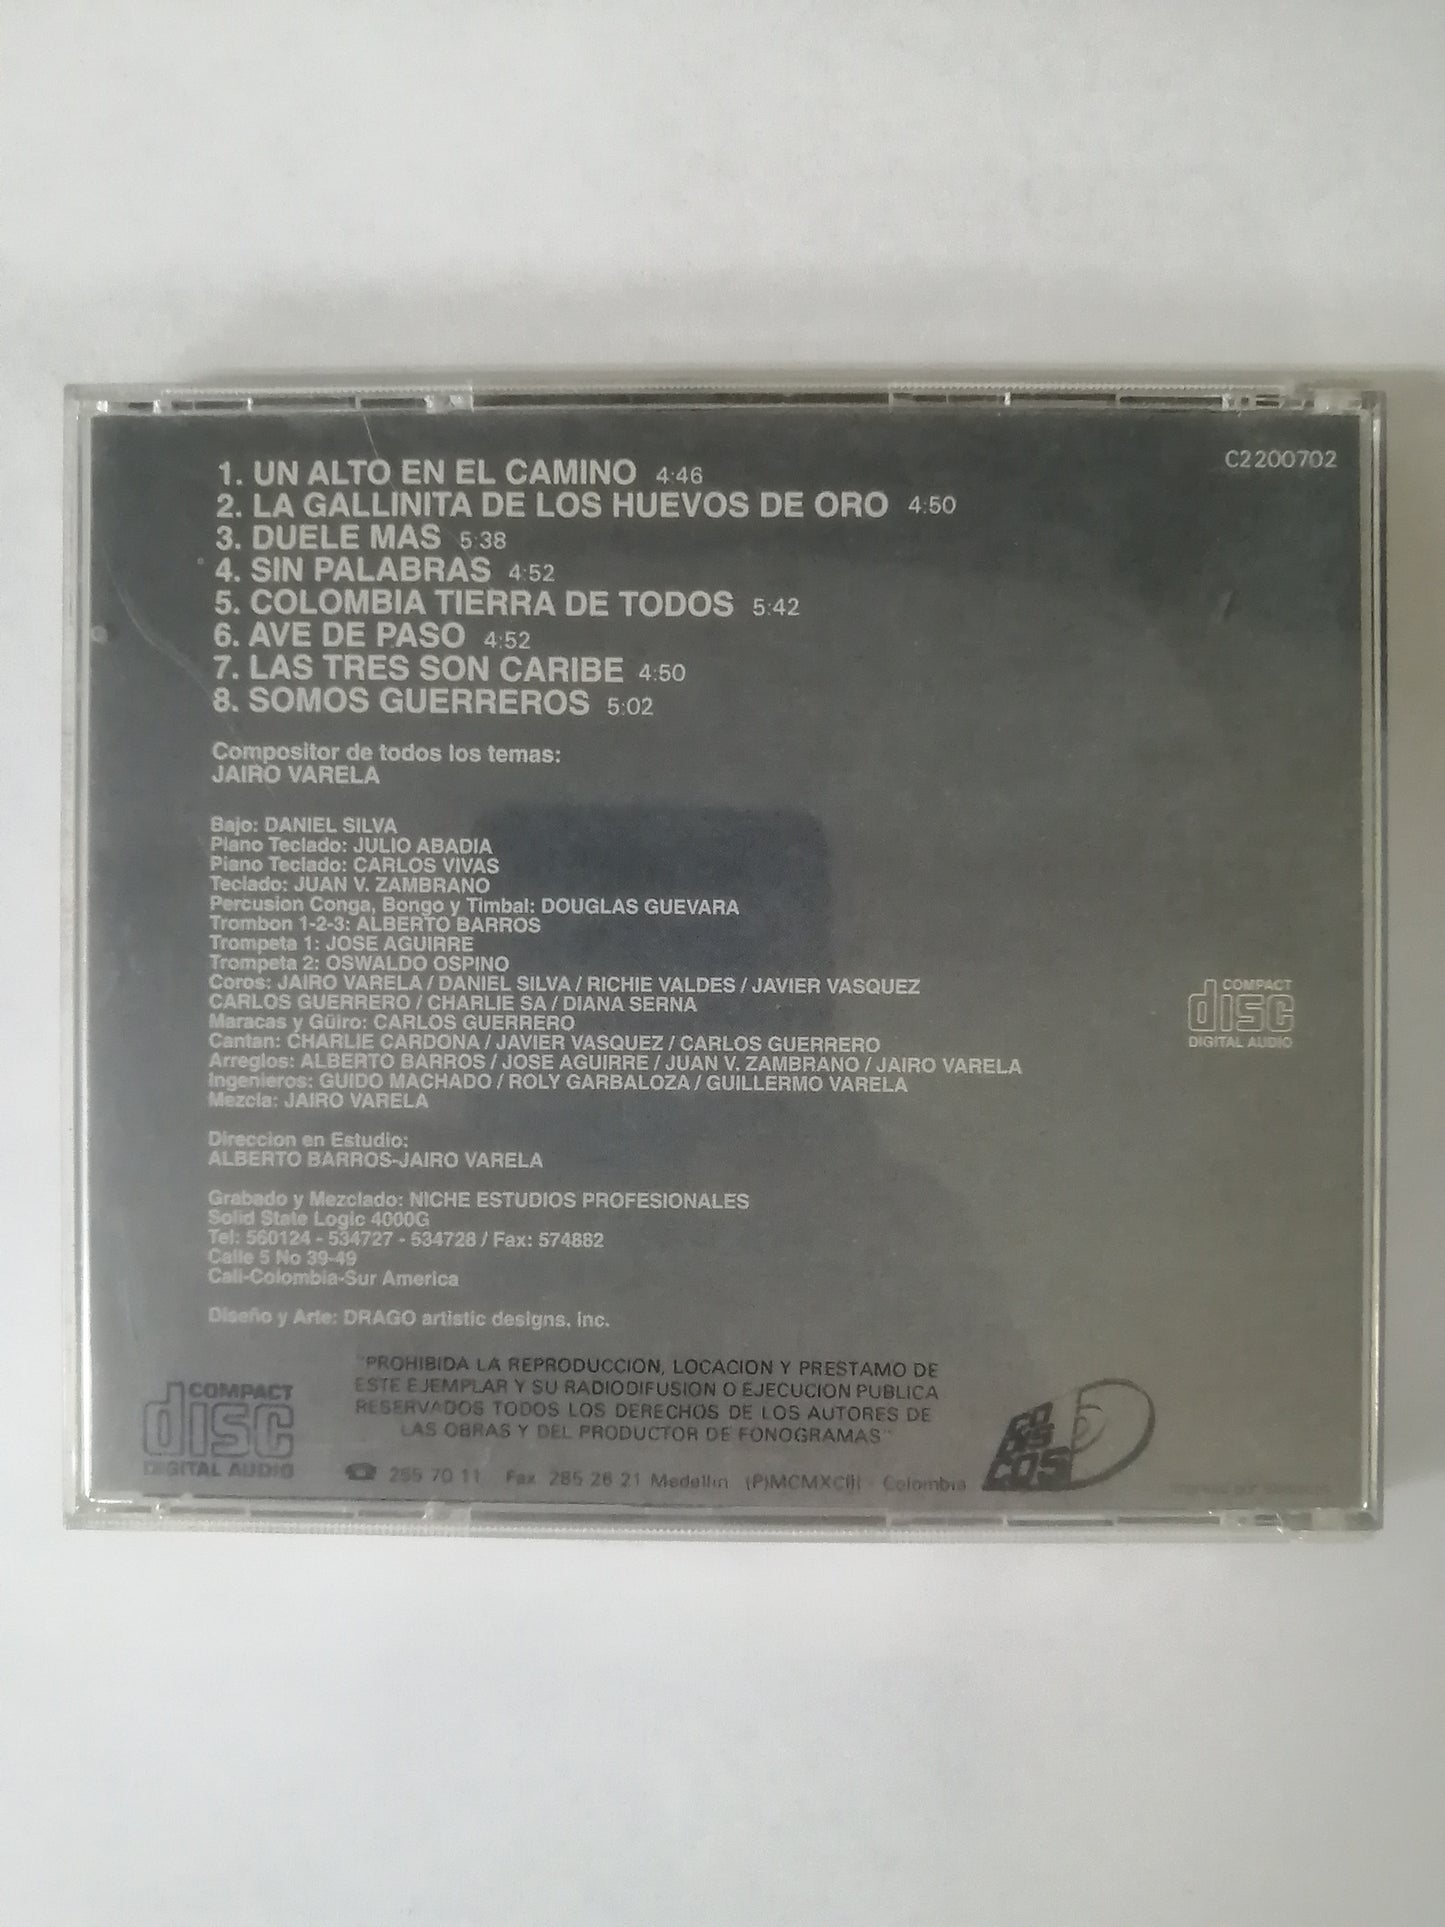 C2200702
1. UN ALTO EN EL CAMINO 4:46
2. LA GALLINITA DE LOS HUEVOS DE ORO 4:50
3. DUELE MAS 5:38
4. SIN PALABRAS 4:52
5. COLOMBIA TIERRA DE TODOS 5:42
6. AVE DE PASO 4:52
7. LAS TRES SON CARIBE 4:50
8. SOMOS GUERREROS 5:02
Compositor de todos los temas:
JAIRO VARELA
Bajo: DANIEL SILVA
Piano Teclado: JULIO ABADIA
Piano Teclado: CARLOS VIVAS
Teclado: JUAN V. ZAMBRANO
Percusion Conga, Bongo y Timbal: DOUGLAS GUEVARA
Trombon 1-2-3: ALBERTO BARROS
Trompeta 1: JOSE AGUIRRE
Trompeta 2: OSWALDO OSPINO
Coros: JAIRO VARELA / DANIEL SILVA / RICHIE VALDES / JAVIER VASQUEZ
CARLOS GUERRERO / CHARLIE SA / DIANA SERNA
Maracas y Güiro: CARLOS GUERRERO
Cantan: CHARLIE CARDONA / JAVIER VASQUEZ / CARLOS GUERRERO
Arreglos: ALBERTO BARROS / JOSE AGUIRRE / JUAN V. ZAMBRANO / JAIRO VARELA
Ingenieros: GUIDO MACHADO / ROLY GARBALOZA / GUILLERMO VARELA
Mezcla: JAIRO VARELA
COMPACT
disc
DIGITAL AUDIO
Direccion en Estudio:
ALBERTO BARROS-JAIRO VARELA
Grabado y Mezclado: NICHE ESTUDIOS PROFESIONALES
Solid State Logic 4000G
Tel: 560124 - 534727 - 534728 / Fax: 574882
Calle 5 No 39-49
Cali-Colombia-Sur America
Diseño y Arte: DRAGO artistic designs, Inc.
"PROHIBIDA LA REPRODUCCION, LOCACION Y PRESTAMO DE
ESTE EJEMPLAR Y SU RADIODIFUSION O EJECUCION PUBLICA
RESERVADOS TODOS LOS DERECHOS DE LOS AUTORES DE
LAS OBRAS Y DEL PRODUCTOR DE FONOGRAMAS"
COMPACT
disc
DIGITAL AUDIO
☎ 255 70 11 Fax 285 26 21 Medellin (P)MCMXCIII - Colombia
CO
DIS
COS